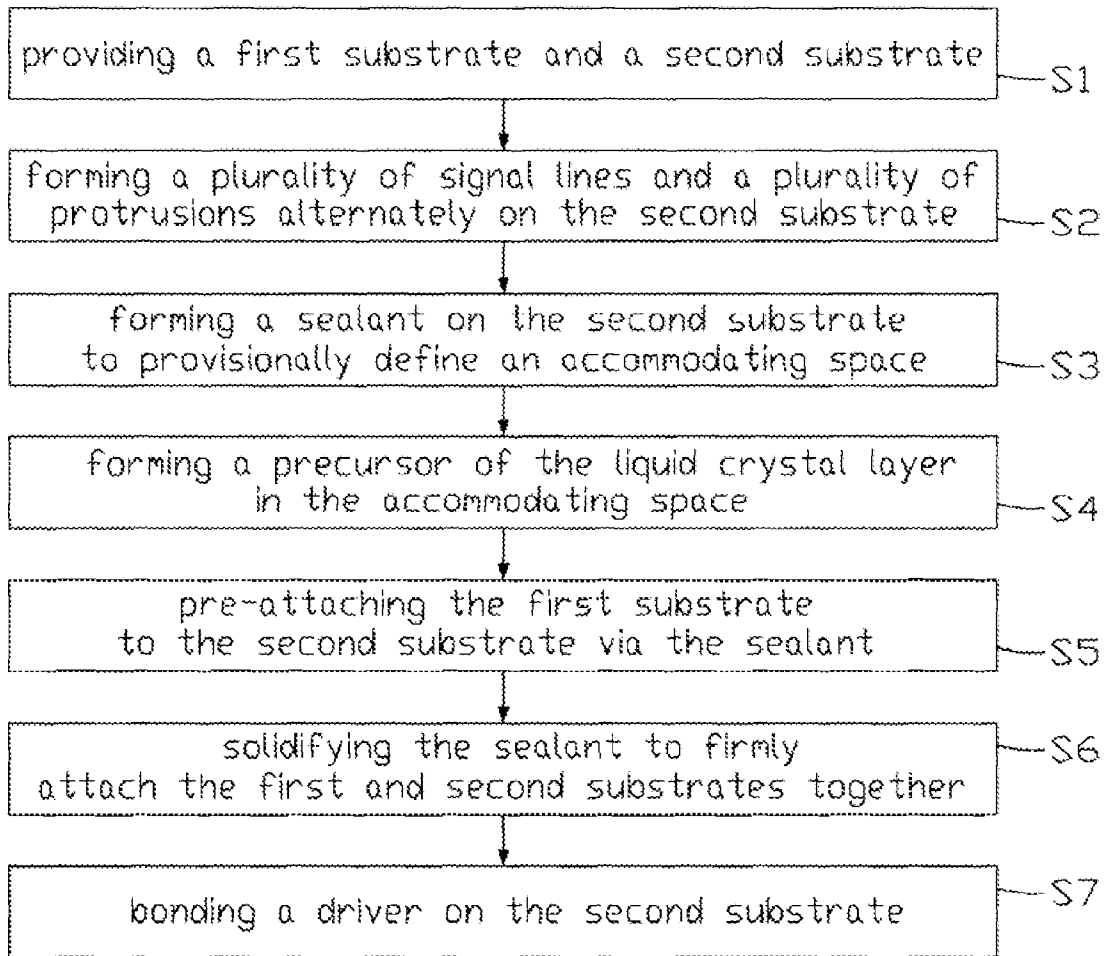 providing a first substrate and a second substrate
S1
forming a plurality of signal lines and a plurality of
protrusions alternately on the second substrate
S2
forming a sealant on the second substrate
to provisionally define an accommodating space
S3
forming a precursor of the liquid crystal layer
in the accommodating space
S4
pre-attaching the first substrate
to the second substrate via the sealant
S5
solidifying the sealant to firmly
attach the first and second substrates together
S6
bonding a driver on the second substrate
S7